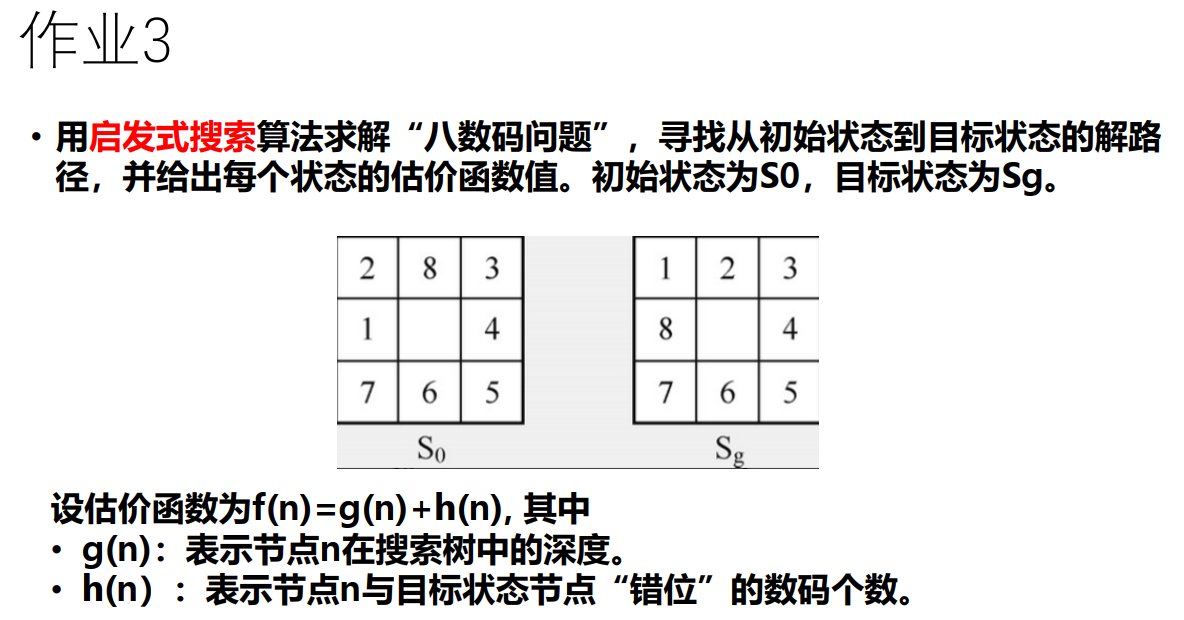 作业3
• 用启发式搜索算法求解“八数码问题”，寻找从初始状态到目标状态的解路
径，并给出每个状态的估价函数值。初始状态为S0，目标状态为Sg。
2 8 3 1 2 3
1 4 8 4
7 6 5 7 6 5
S₀ Sg
设估价函数为f(n)=g(n)+h(n), 其中
• g(n)：表示节点n在搜索树中的深度。
• h(n）：表示节点n与目标状态节点“错位”的数码个数。